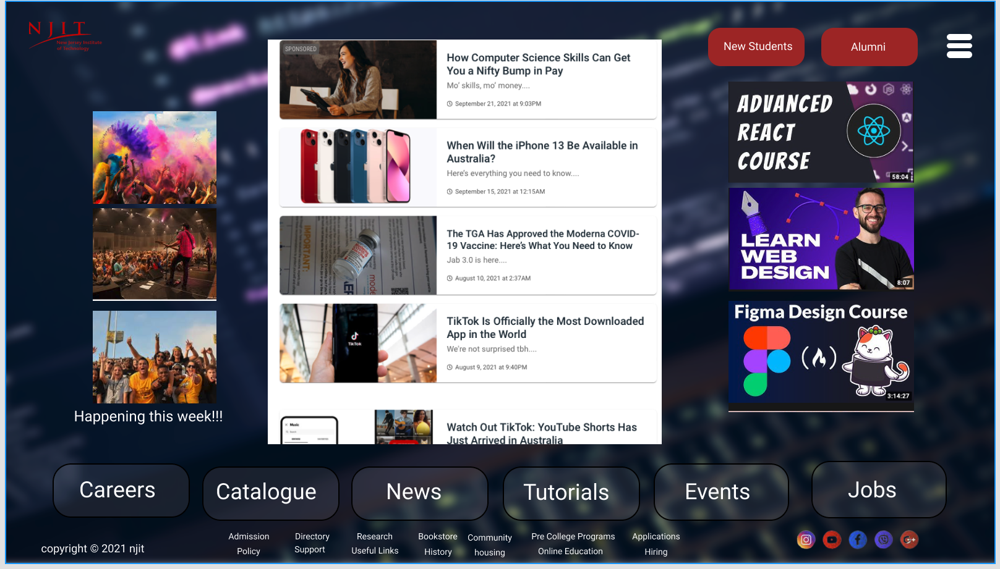 NJIT
New Jersey Institute
of Technology
New Students
Alumni
SPONSORED
How Computer Science Skills Can Get
You a Nifty Bump in Pay
Mo' skills, mo' money....
September 21, 2021 at 9:03PM
When Will the iPhone 13 Be Available in
Australia?
Here's everything you need to know....
September 15, 2021 at 12:15AM
IMPORTANT:
The TGA Has Approved the Moderna COVID-
19 Vaccine: Here's What You Need to Know
Jab 3.0 is here....
August 10, 2021 at 2:37AM
TikTok
TikTok Is Officially the Most Downloaded
App in the World
We're not surprised tbh....
August 9, 2021 at 9:40PM
Music
Watch Out TikTok: YouTube Shorts Has
Just Arrived in Australia
ADVANCED
REACT
COURSE
58:04
LEARN
WEB
DESIGN
8:07
Figma Design Course
3:14:27
Happening this week!!!
Careers
Catalogue
News
Tutorials
Events
Jobs
Admission
Policy
Directory
Support
Research
Useful Links
Bookstore
History
Community
housing
Pre College Programs
Online Education
Applications
Hiring
copyright © 2021 njit